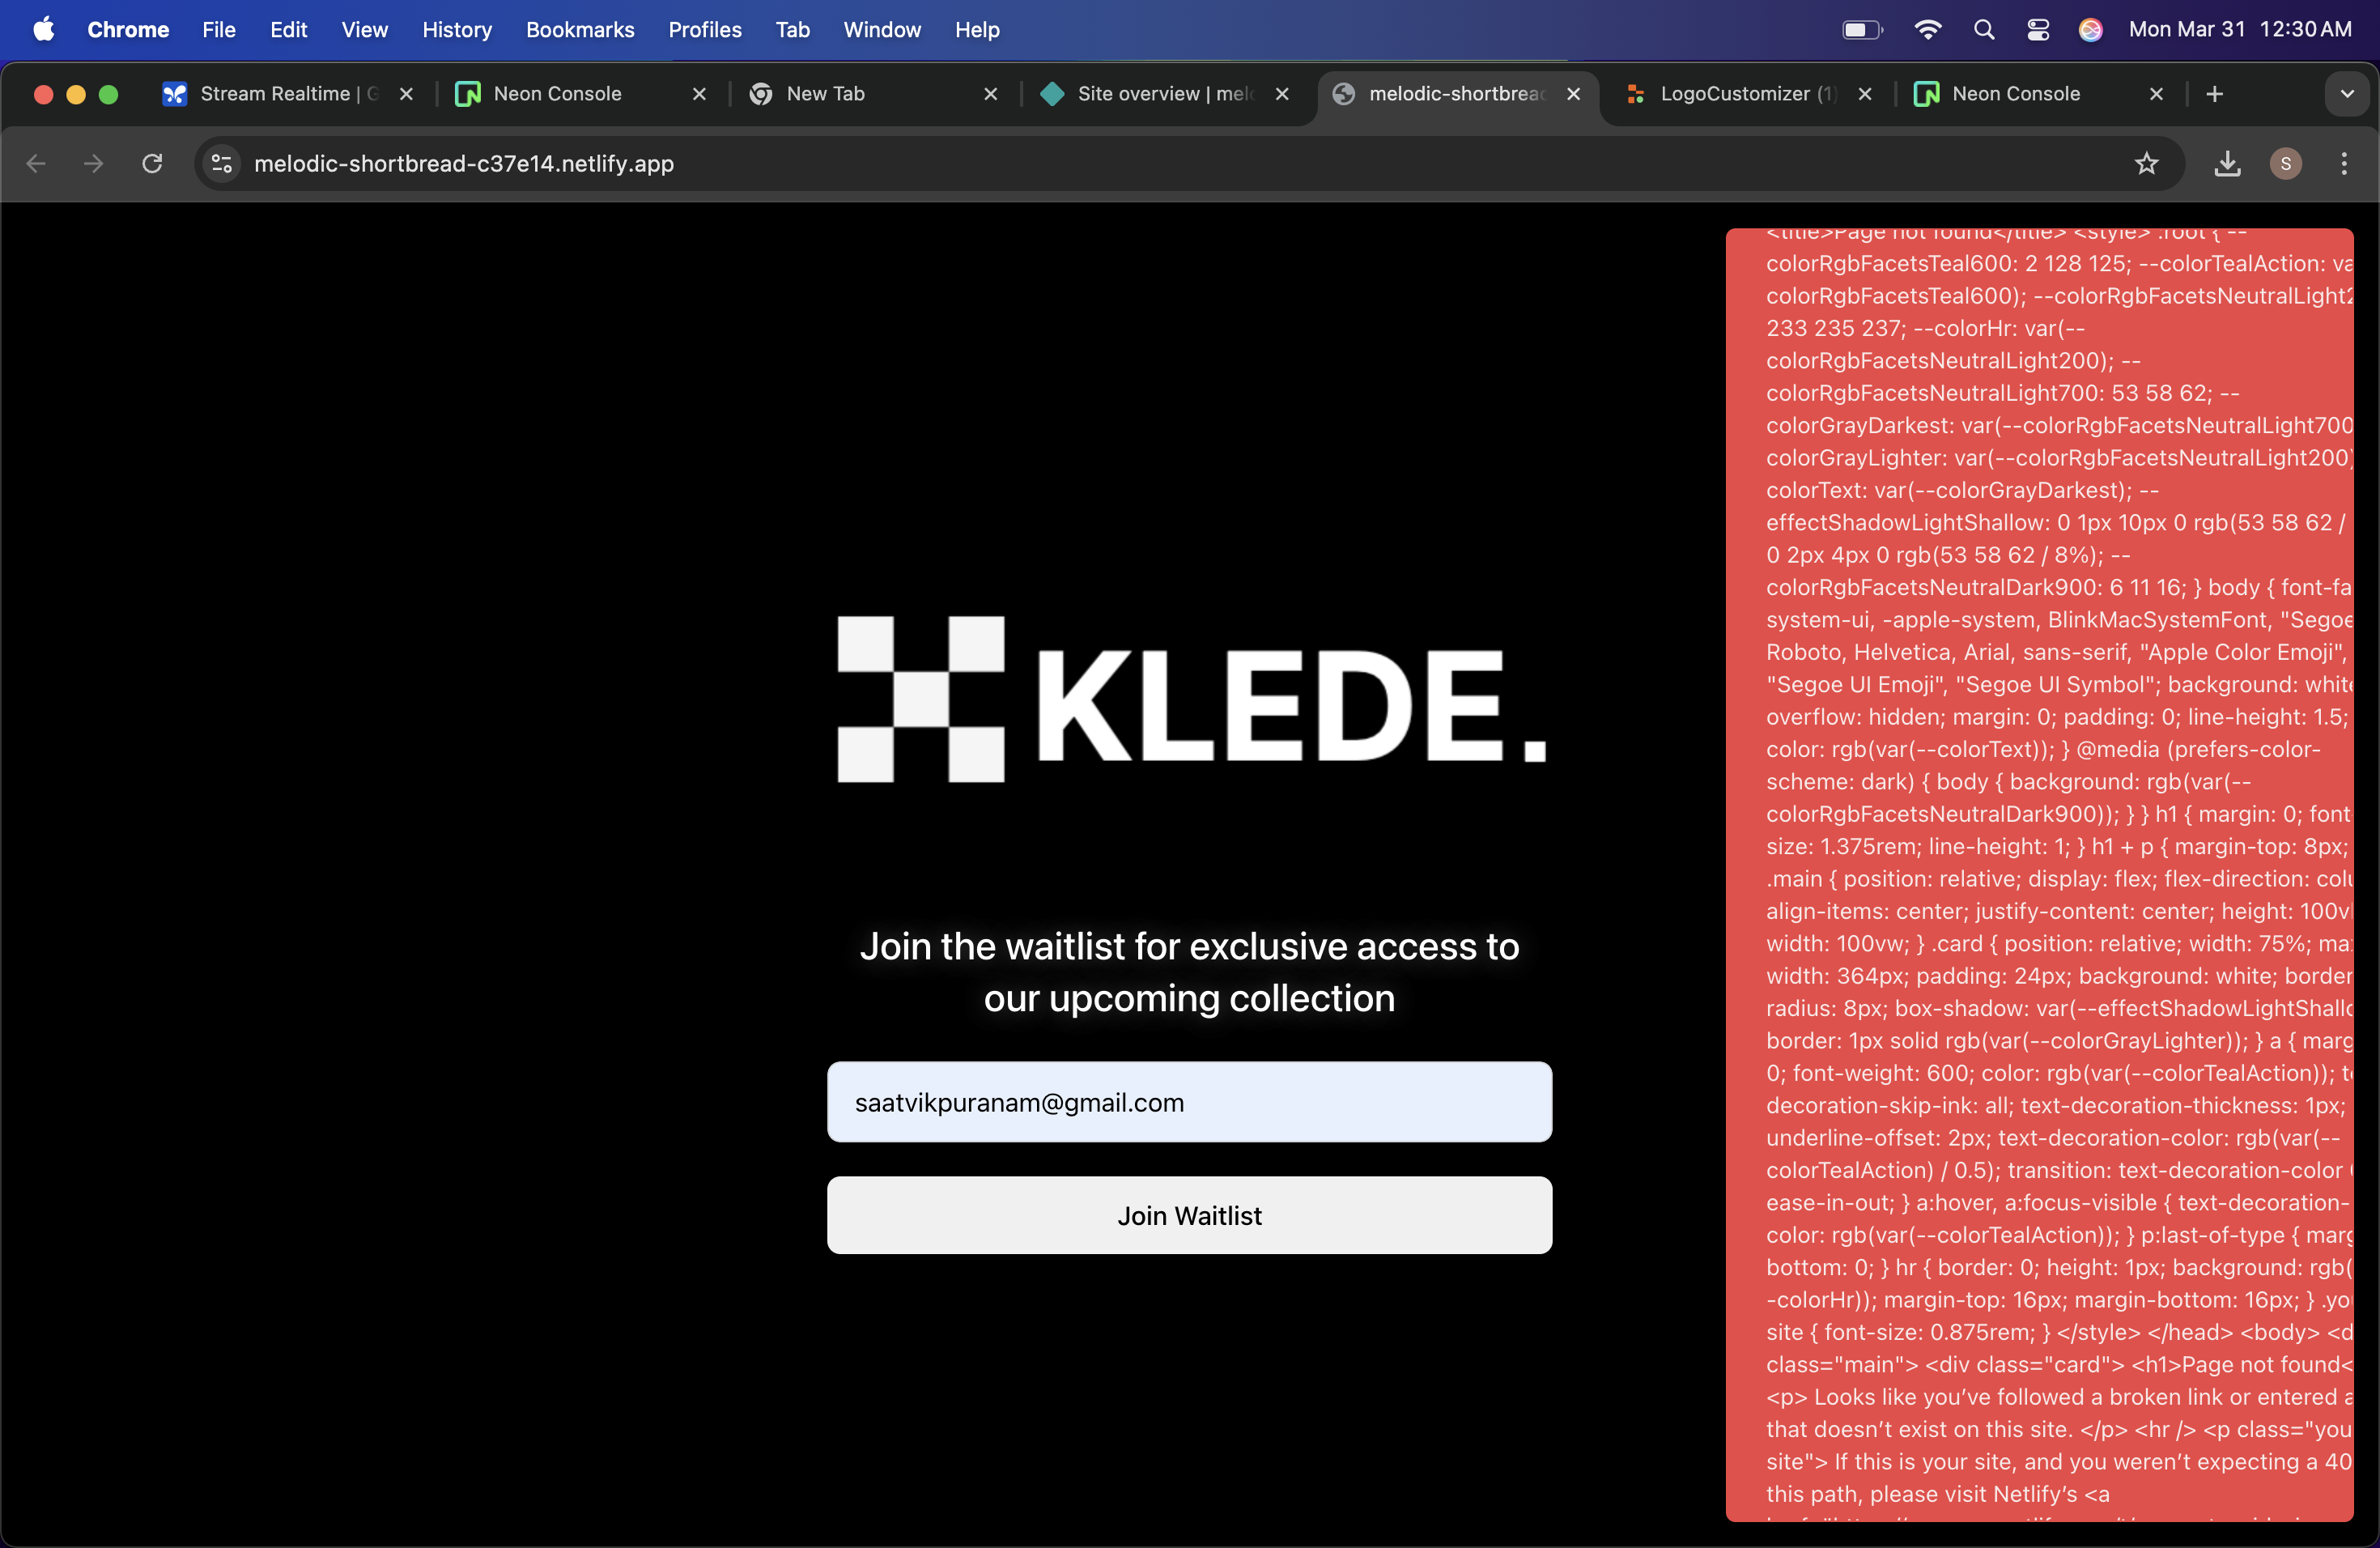 Chrome File Edit View History Bookmarks Profiles Tab Window Help Mon Mar 31 12:30 AM
Stream Realtime | G Neon Console New Tab Site overview | melo melodic-shortbread LogoCustomizer (1) Neon Console
melodic-shortbread-c37e14.netlify.app S
KLEDE.
Join the waitlist for exclusive access to
our upcoming collection
saatvikpuranam@gmail.com
Join Waitlist
<title>Page not found</title> <style> :root { --
colorRgbFacetsTeal600: 2 128 125; --colorTealAction: va
colorRgbFacetsTeal600); --colorRgbFacetsNeutralLight2
233 235 237; --colorHr: var(--
colorRgbFacetsNeutralLight200); --
colorRgbFacetsNeutralLight700: 53 58 62; --
colorGrayDarkest: var(--colorRgbFacetsNeutralLight700
colorGrayLighter: var(--colorRgbFacetsNeutralLight200)
colorText: var(--colorGrayDarkest); --
effectShadowLightShallow: 0 1px 10px 0 rgb(53 58 62 /
0 2px 4px 0 rgb(53 58 62 / 8%); --
colorRgbFacetsNeutralDark900: 6 11 16; } body { font-fa
system-ui, -apple-system, BlinkMacSystemFont, "Segoe
Roboto, Helvetica, Arial, sans-serif, "Apple Color Emoji",
"Segoe UI Emoji", "Segoe UI Symbol"; background: white
overflow: hidden; margin: 0; padding: 0; line-height: 1.5;
color: rgb(var(--colorText)); } @media (prefers-color-
scheme: dark) { body { background: rgb(var(--
colorRgbFacetsNeutralDark900)); } } h1 { margin: 0; font
size: 1.375rem; line-height: 1; } h1 + p { margin-top: 8px;
.main { position: relative; display: flex; flex-direction: colu
align-items: center; justify-content: center; height: 100vh
width: 100vw; } .card { position: relative; width: 75%; ma
width: 364px; padding: 24px; background: white; border
radius: 8px; box-shadow: var(--effectShadowLightShallo
border: 1px solid rgb(var(--colorGrayLighter)); } a { marg
0; font-weight: 600; color: rgb(var(--colorTealAction)); te
decoration-skip-ink: all; text-decoration-thickness: 1px;
underline-offset: 2px; text-decoration-color: rgb(var(--
colorTealAction) / 0.5); transition: text-decoration-color
ease-in-out; } a:hover, a:focus-visible { text-decoration-
color: rgb(var(--colorTealAction)); } p:last-of-type { marg
bottom: 0; } hr { border: 0; height: 1px; background: rgb(
-colorHr)); margin-top: 16px; margin-bottom: 16px; } .yo
site { font-size: 0.875rem; } </style> </head> <body> <d
class="main"> <div class="card"> <h1>Page not found<
<p> Looks like you’ve followed a broken link or entered a
that doesn’t exist on this site. </p> <hr /> <p class="you
site"> If this is your site, and you weren’t expecting a 40
this path, please visit Netlify’s <a